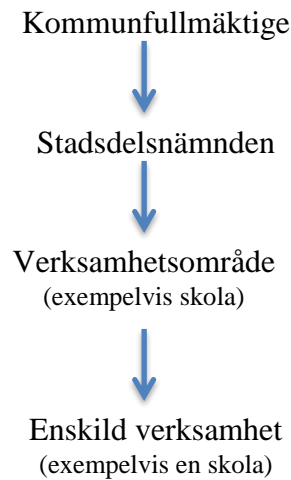 Kommunfullmäktige
Stadsdelsnämnden
Verksamhetsområde
(exempelvis skola)
Enskild verksamhet
(exempelvis en skola)